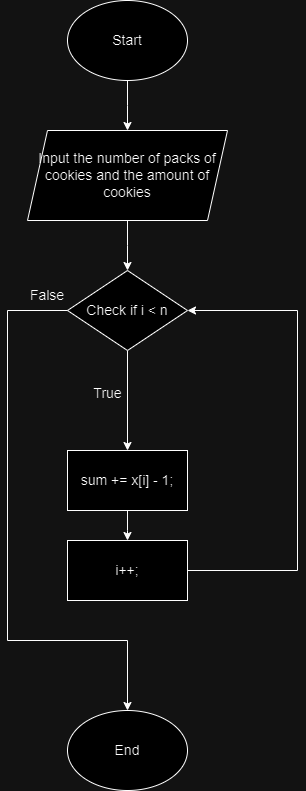 Start
Input the number of packs of
cookies and the amount of
cookies
False
Check if i < n
True
sum += x[i] - 1;
i++;
End